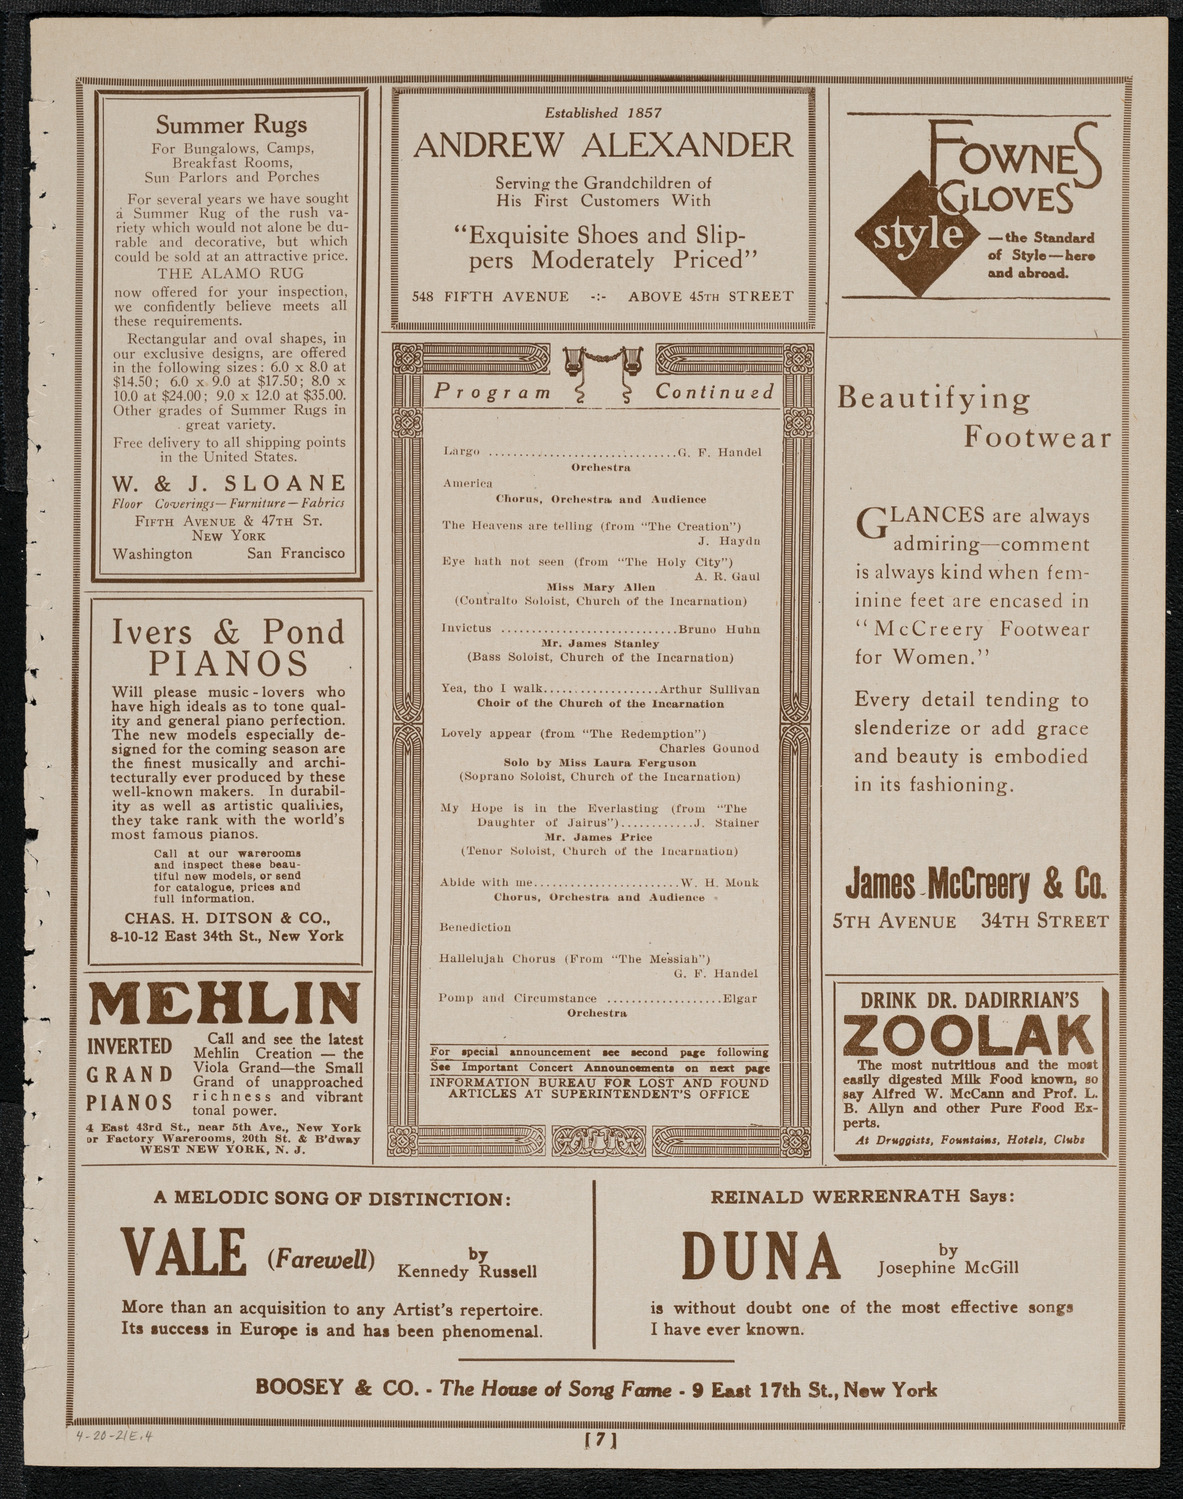 Summer Rugs
For Bungalows, Camps,
Breakfast Rooms,
Sun Parlors and Porches
For several years we have sought
a Summer Rug of the rush va-
riety which would not alone be du-
rable and decorative, but which
could be sold at an attractive price.
THE ALAMO RUG
now offered for your inspection,
we confidently believe meets all
these requirements.
Rectangular and oval shapes, in
our exclusive designs, are offered
in the following sizes: 6.0 x 8.0 at
$14.50; 6.0 x 9.0 at $17.50; 8.0 x
10.0 at $24.00; 9.0 x 12.0 at $35.00.
Other grades of Summer Rugs in
great variety.
Free delivery to all shipping points
in the United States.
W. & J. SLOANE
Floor Coverings—Furniture—Fabrics
FIFTH AVENUE & 47TH ST.
NEW YORK
Washington San Francisco
Ivers & Pond
PIANOS
Will please music-lovers who
have high ideals as to tone qual-
ity and general piano perfection.
The new models especially de-
signed for the coming season are
the finest musically and archi-
tecturally ever produced by these
well-known makers. In durabil-
ity as well as artistic qualities,
they take rank with the world's
most famous pianos.
Call at our warerooms
and inspect these beau-
tiful new models, or send
for catalogue, prices and
full information.
CHAS. H. DITSON & CO.,
8-10-12 East 34th St., New York
MEHLIN
INVERTED
GRAND
PIANOS
Call and see the latest
Mehlin Creation — the
Viola Grand—the Small
Grand of unapproached
richness and vibrant
tonal power.
4 East 43rd St., near 5th Ave., New York
or Factory Warerooms, 20th St. & B'dway
WEST NEW YORK, N. J.
Established 1857
ANDREW ALEXANDER
Serving the Grandchildren of
His First Customers With
"Exquisite Shoes and Slip-
pers Moderately Priced"
548 FIFTH AVENUE -:- ABOVE 45TH STREET
Program Continued
Largo ..............................G. F. Handel
Orchestra
America
Chorus, Orchestra and Audience
The Heavens are telling (from "The Creation")
J. Haydn
Eye hath not seen (from "The Holy City")
A. R. Gaul
Miss Mary Allen
(Contralto Soloist, Church of the Incarnation)
Invictus ............................Bruno Huhn
Mr. James Stanley
(Bass Soloist, Church of the Incarnation)
Yea, tho I walk...................Arthur Sullivan
Choir of the Church of the Incarnation
Lovely appear (from "The Redemption")
Charles Gounod
Solo by Miss Laura Ferguson
(Soprano Soloist, Church of the Incarnation)
My Hope is in the Everlasting (from "The
Daughter of Jairus")............J. Stainer
Mr. James Price
(Tenor Soloist, Church of the Incarnation)
Abide with me........................W. H. Monk
Chorus, Orchestra and Audience
Benediction
Hallelujah Chorus (From "The Messiah")
G. F. Handel
Pomp and Circumstance ...................Elgar
Orchestra
For special announcement see second page following
See Important Concert Announcements on next page
INFORMATION BUREAU FOR LOST AND FOUND
ARTICLES AT SUPERINTENDENT'S OFFICE
FOWNES
GLOVES
style
—the Standard
of Style—here
and abroad.
Beautifying
Footwear
GLANCES are always
admiring—comment
is always kind when fem-
inine feet are encased in
"McCreery Footwear
for Women."
Every detail tending to
slenderize or add grace
and beauty is embodied
in its fashioning.
James McCreery & Co.
5TH AVENUE 34TH STREET
DRINK DR. DADIRRIAN'S
ZOOLAK
The most nutritious and the most
easily digested Milk Food known, so
say Alfred W. McCann and Prof. L.
B. Allyn and other Pure Food Ex-
perts.
At Druggists, Fountains, Hotels, Clubs
A MELODIC SONG OF DISTINCTION:
VALE (Farewell) by
Kennedy Russell
More than an acquisition to any Artist's repertoire.
Its success in Europe is and has been phenomenal.
REINALD WERRENRATH Says:
DUNA by
Josephine McGill
is without doubt one of the most effective songs
I have ever known.
BOOSEY & CO. - The House of Song Fame - 9 East 17th St., New York
4-20-21E.4
[7]